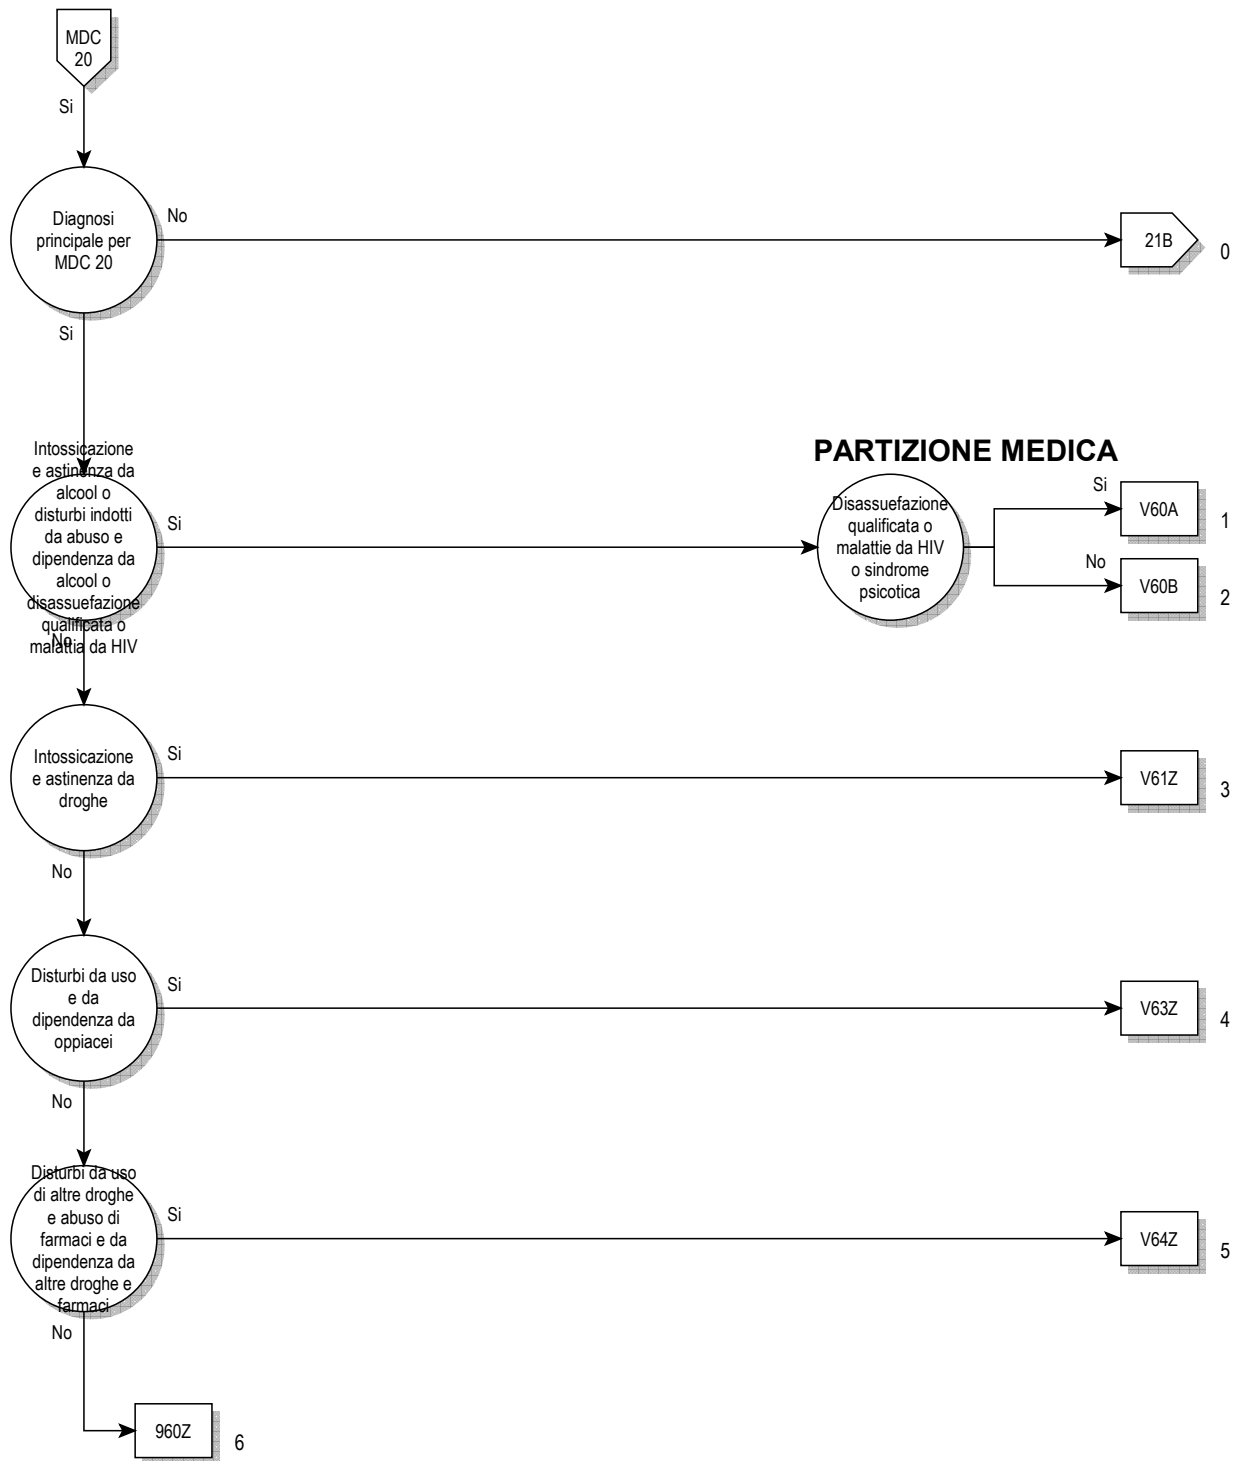 MDC
20
Si
Diagnosi
principale per
MDC 20
No
21B
0
Si
PARTIZIONE MEDICA
Intossicazione
e astinenza da
alcool o
disturbi indotti
da abuso e
dipendenza da
alcool o
disassuefazione
qualificata o
malattia da HIV
Si
Disassuefazione
qualificata o
malattie da HIV
o sindrome
psicotica
Si
V60A
1
No
V60B
2
No
Intossicazione
e astinenza da
droghe
Si
V61Z
3
No
Disturbi da uso
e da
dipendenza da
oppiacei
Si
V63Z
4
No
Disturbi da uso
di altre droghe
e abuso di
farmaci e da
dipendenza da
altre droghe e
farmaci
Si
V64Z
5
No
960Z
6